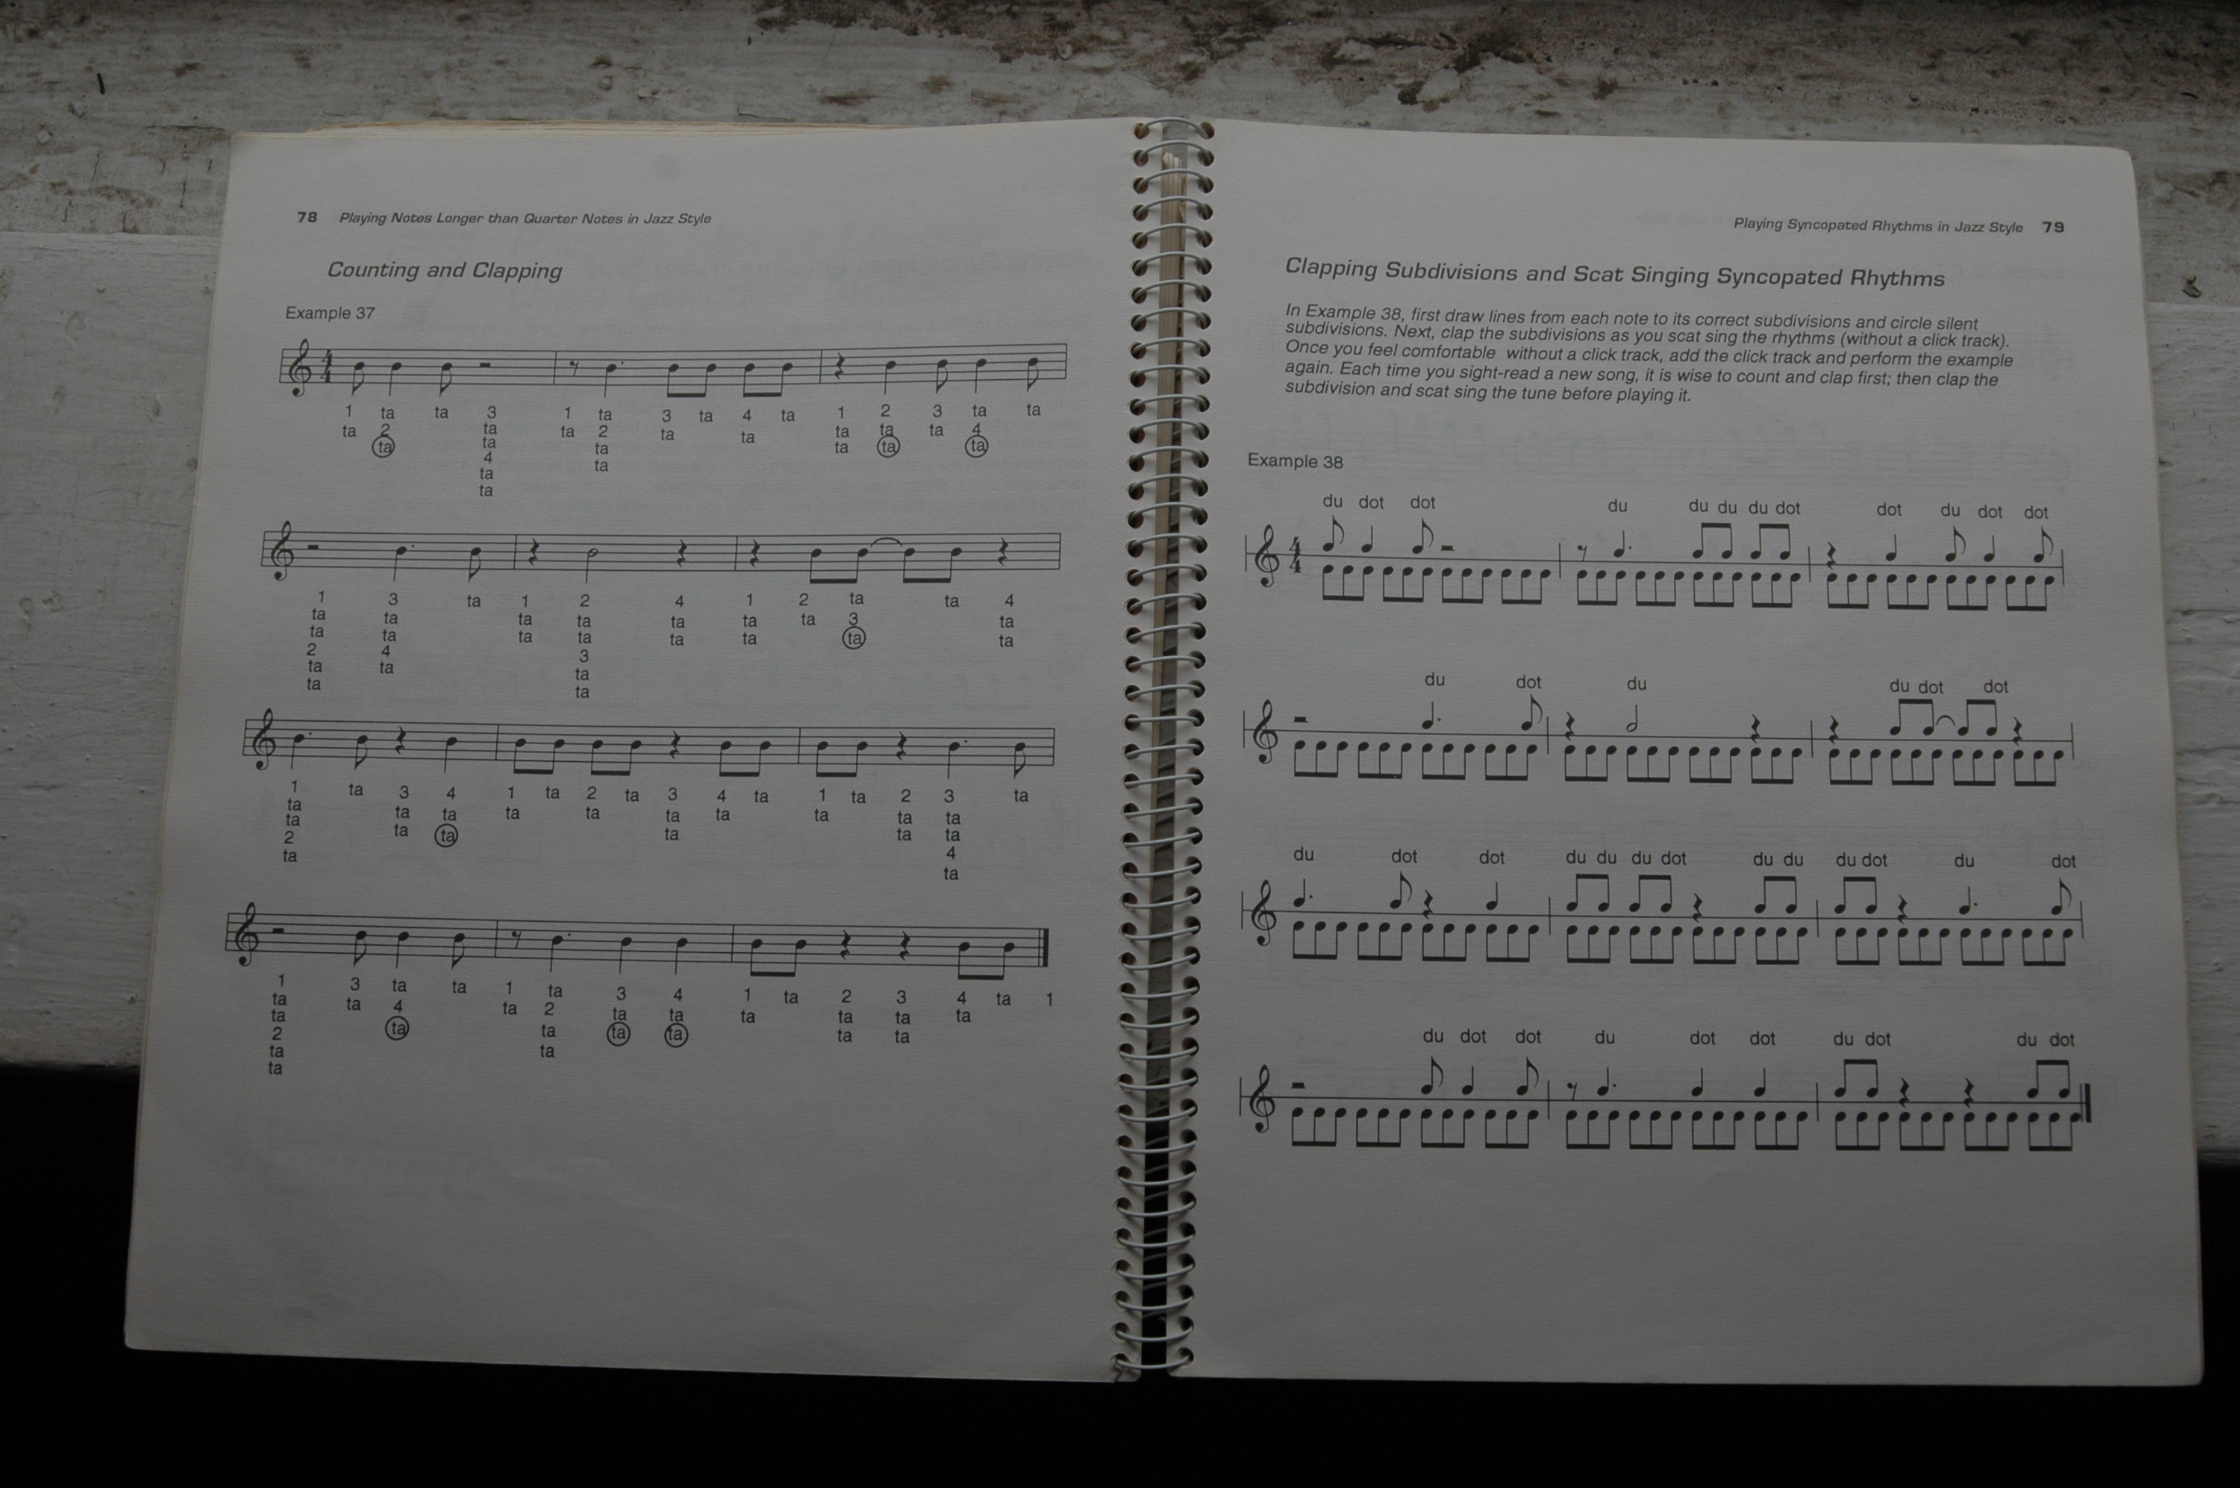 78 Playing Notes Longer than Quarter Notes in Jazz Style
Counting and Clapping
Example 37
4
4
1 ta ta 3 1 ta 3 ta 4 ta 1 2 3 ta ta
ta 2 ta ta 2 ta ta ta ta ta 4
ta ta ta ta ta ta
4 ta
ta
ta
1 3 ta 1 2 4 1 2 ta ta 4
ta ta ta ta ta ta ta 3 ta
ta ta ta ta ta ta ta ta
2 4 3
ta ta ta
ta ta
1 ta 3 4 1 ta 2 ta 3 4 ta 1 ta 2 3 ta
ta ta ta ta ta ta ta ta ta ta
ta ta ta ta ta ta
2 4
ta ta
1 3 ta ta 1 ta 3 4 1 ta 2 3 4 ta 1
ta ta 4 ta 2 ta ta ta ta ta ta
ta ta ta ta ta ta ta
2 ta
ta
ta
Playing Syncopated Rhythms in Jazz Style 79
Clapping Subdivisions and Scat Singing Syncopated Rhythms
In Example 38, first draw lines from each note to its correct subdivisions and circle silent
subdivisions. Next, clap the subdivisions as you scat sing the rhythms (without a click track).
Once you feel comfortable without a click track, add the click track and perform the example
again. Each time you sight-read a new song, it is wise to count and clap first; then clap the
subdivision and scat sing the tune before playing it.
Example 38
du dot dot du du du du dot dot du dot dot
4
4
du dot du du dot dot
du dot dot du du du dot du du du dot du dot
du dot dot du dot dot du dot du dot